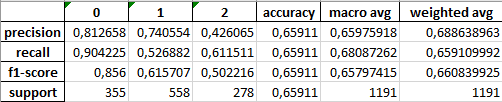 0 1 2 accuracy macro avg weighted avg
precision 0,812658 0,740554 0,426065 0,65911 0,65975918 0,688638963
recall 0,904225 0,526882 0,611511 0,65911 0,68087262 0,659109992
f1-score 0,856 0,615707 0,502216 0,65911 0,65797415 0,660839925
support 355 558 278 0,65911 1191 1191